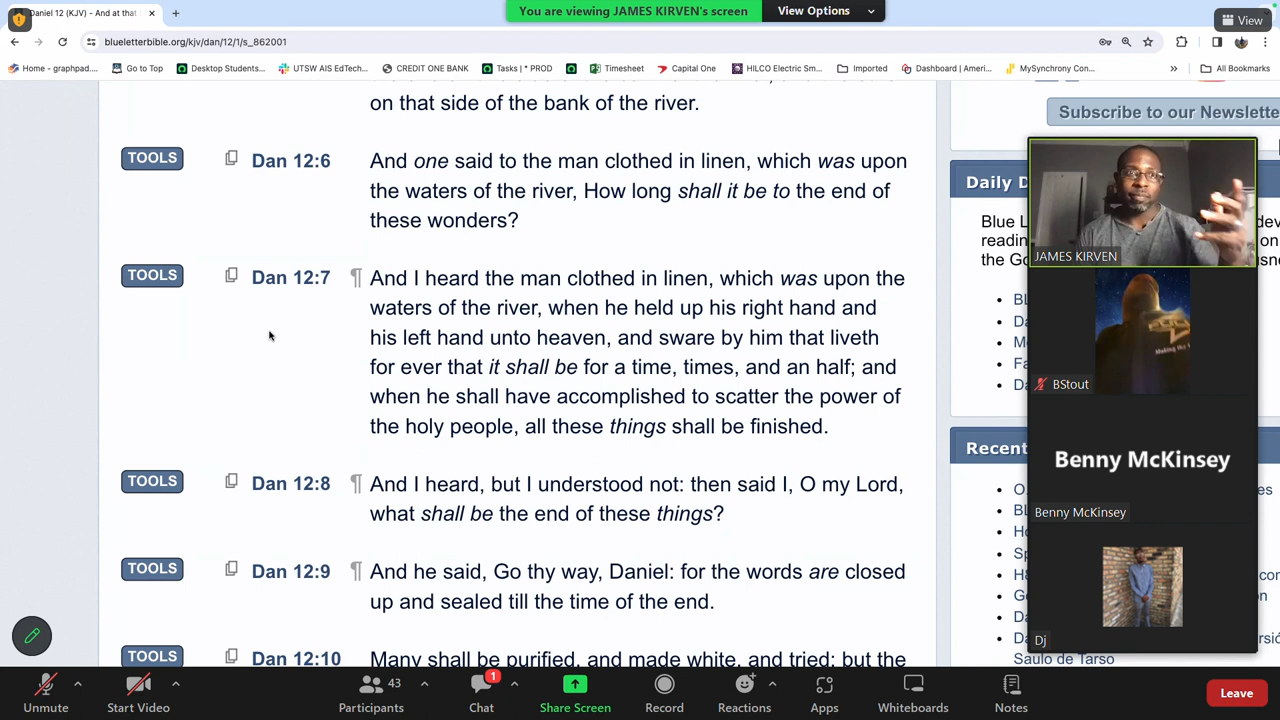 Daniel 12 (KJV) - And at that
You are viewing JAMES KIRVEN's screen
View Options
View
blueletterbible.org/kjv/dan/12/1/s_862001
Home - graphpad....
Go to Top
Desktop Students...
UTSW AIS EdTech...
CREDIT ONE BANK
Tasks | * PROD
Timesheet
Capital One
HILCO Electric Sm...
Imported
Dashboard | Ameri...
MySynchrony Con...
»
All Bookmarks
on that side of the bank of the river.
TOOLS
Dan 12:6
And one said to the man clothed in linen, which was upon
the waters of the river, How long shall it be to the end of
these wonders?
TOOLS
Dan 12:7
¶ And I heard the man clothed in linen, which was upon the
waters of the river, when he held up his right hand and
his left hand unto heaven, and sware by him that liveth
for ever that it shall be for a time, times, and an half; and
when he shall have accomplished to scatter the power of
the holy people, all these things shall be finished.
TOOLS
Dan 12:8
¶ And I heard, but I understood not: then said I, O my Lord,
what shall be the end of these things?
TOOLS
Dan 12:9
¶ And he said, Go thy way, Daniel: for the words are closed
up and sealed till the time of the end.
TOOLS
Dan 12:10
Many shall be purified, and made white, and tried; but the
Subscribe to our Newslette
Daily D
Blue L
readin
the Go
Recent
Saulo de Tarso
JAMES KIRVEN
BStout
Benny McKinsey
Benny McKinsey
Dj
Unmute
Start Video
43
Participants
1
Chat
Share Screen
Record
Reactions
Apps
Whiteboards
Notes
Leave